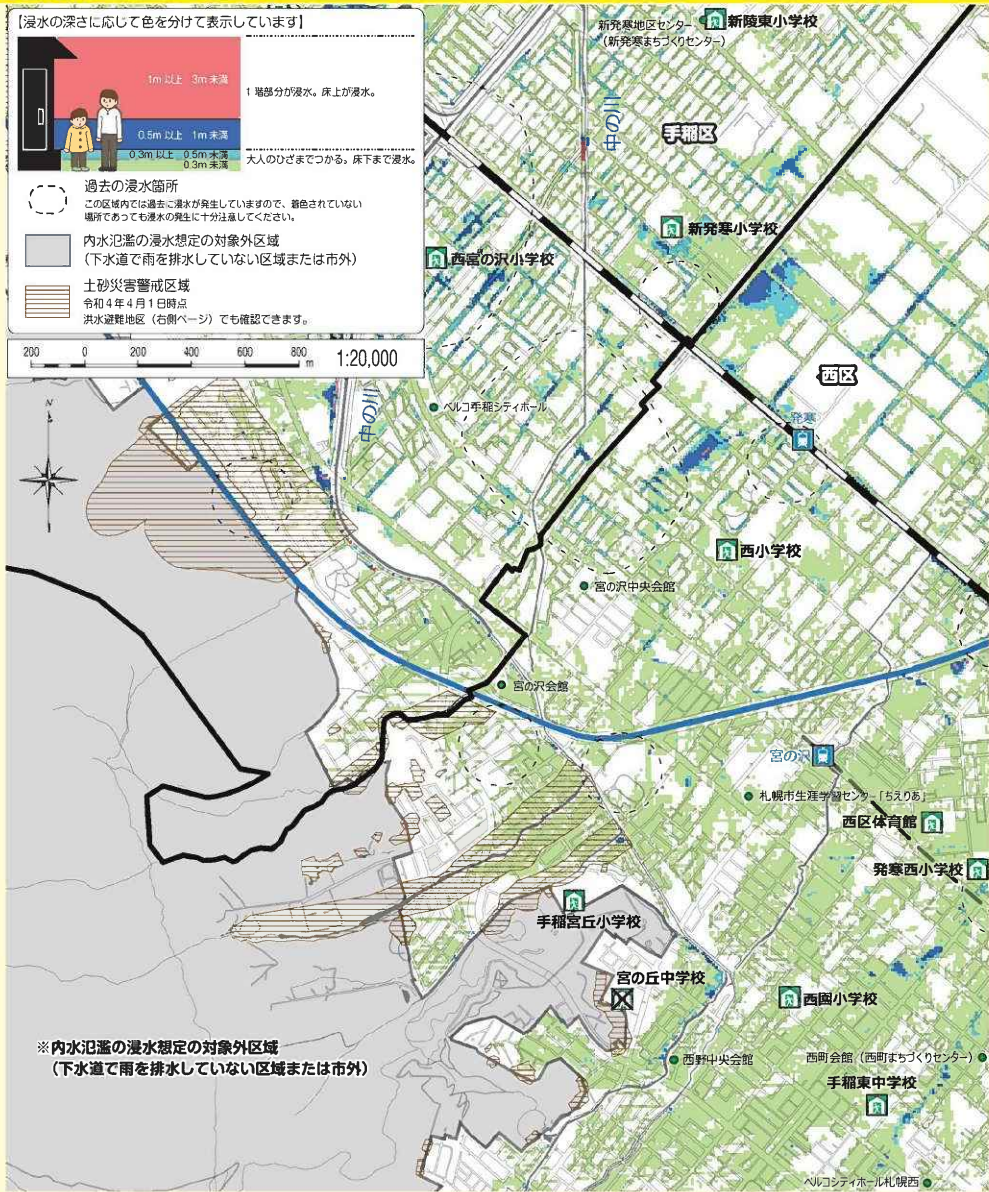 【浸水の深さに応じて色を分けて表示しています】
1m 以上 3m 未満
1 階部分が浸水。床上が浸水。
0.5m 以上 1m 未満
0.3m 以上 0.5m 未満
0.3m 未満
大人のひざまでつかる。床下まで浸水。
過去の浸水箇所
この区域内では過去に浸水が発生していますので、着色されていない
場所であっても浸水の発生に十分注意してください。
内水氾濫の浸水想定の対象外区域
(下水道で雨を排水していない区域または市外)
土砂災害警戒区域
令和4年4月1日時点
洪水避難地区(右側ページ)でも確認できます。
200 0 200 400 600 800 m 1:20,000
新発寒地区センター
(新発寒まちづくりセンター)
新陵東小学校
中の川
手稲区
新発寒小学校
西宮の沢小学校
西区
発寒
ベルコ手稲シティホール
中の川
N
西小学校
宮の沢中央会館
宮の沢会館
宮の沢
札幌市生涯学習センター「ちえりあ」
西区体育館
発寒西小学校
手稲宮丘小学校
宮の丘中学校
西園小学校
※内水氾濫の浸水想定の対象外区域
(下水道で雨を排水していない区域または市外)
西野中央会館
西町会館(西町まちづくりセンター)
手稲東中学校
ベルコシティホール札幌西